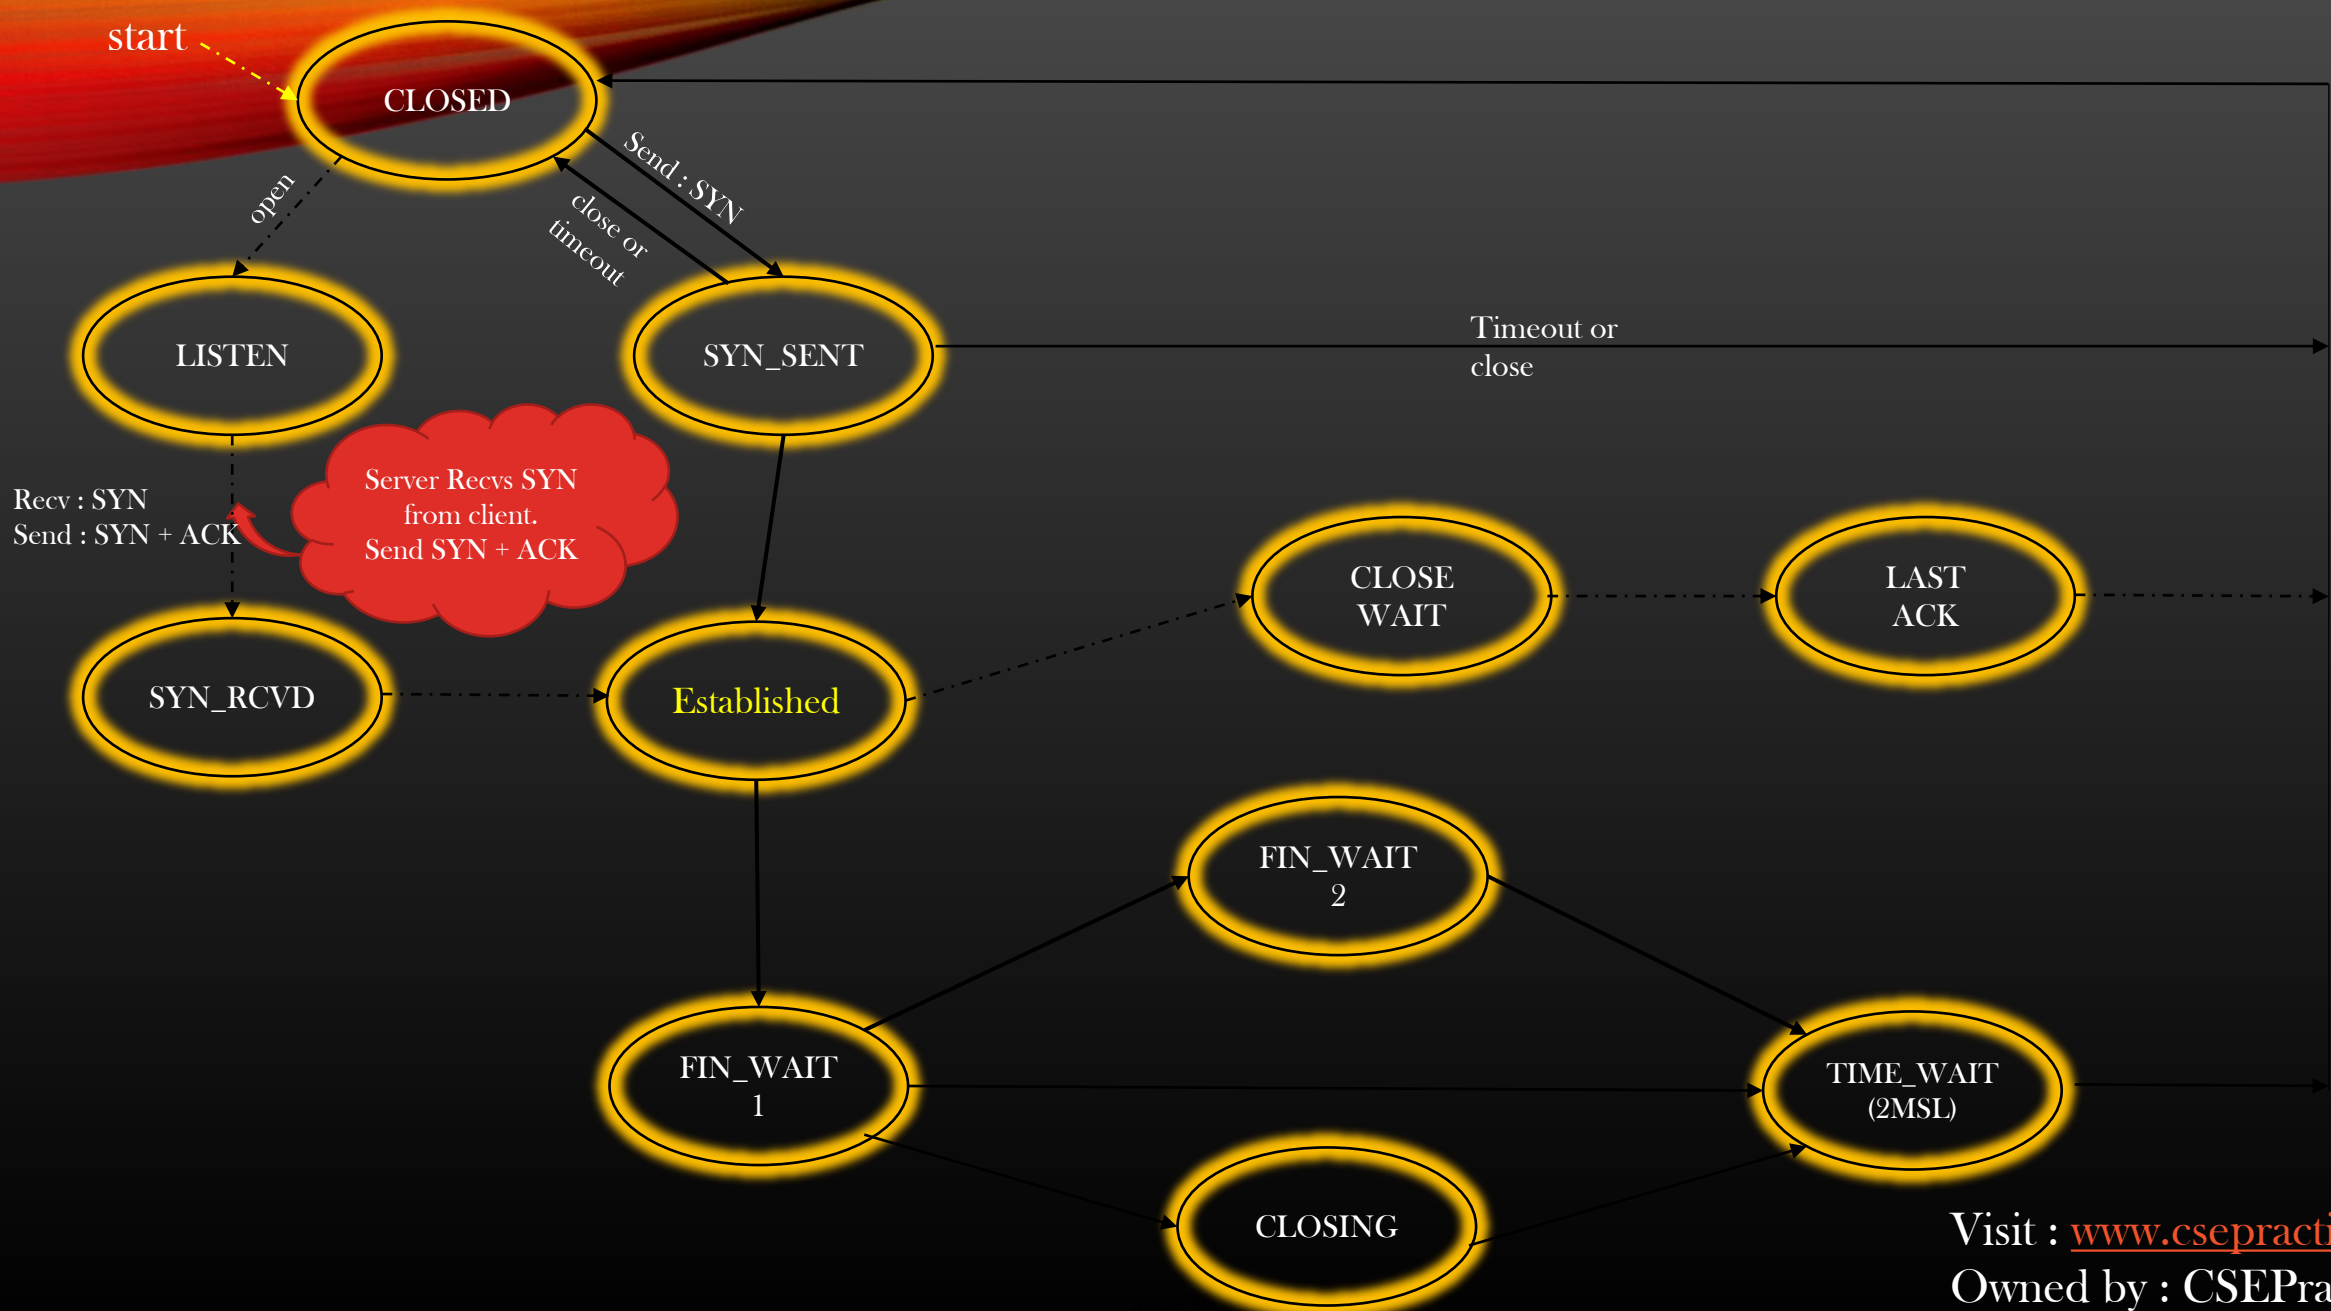 start
CLOSED
open
Send : SYN
close or
timeout
LISTEN
SYN_SENT
Timeout or
close
Recv : SYN
Send : SYN + ACK
Server Recvs SYN
from client.
Send SYN + ACK
CLOSE
WAIT
LAST
ACK
SYN_RCVD
Established
FIN_WAIT
2
FIN_WAIT
1
TIME_WAIT
(2MSL)
CLOSING
Visit :
Owned by :